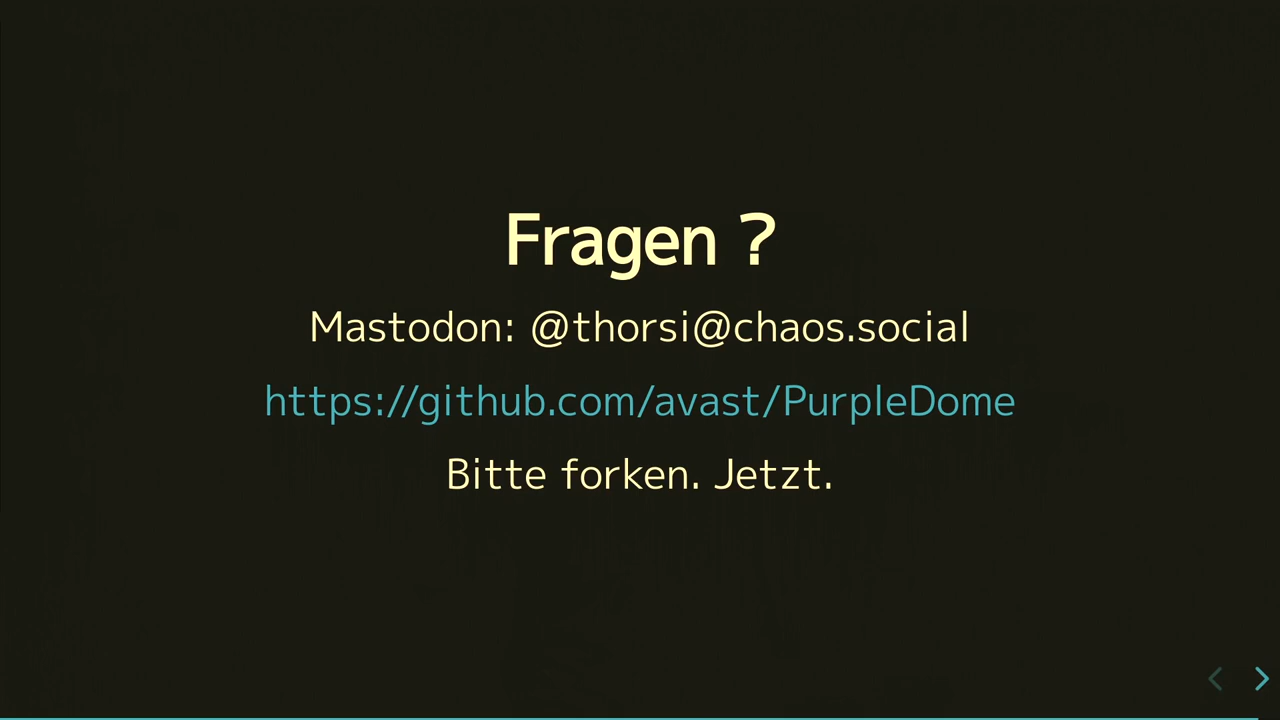 Fragen ?
Mastodon: @thorsi@chaos.social
https://github.com/avast/PurpleDome
Bitte forken. Jetzt.